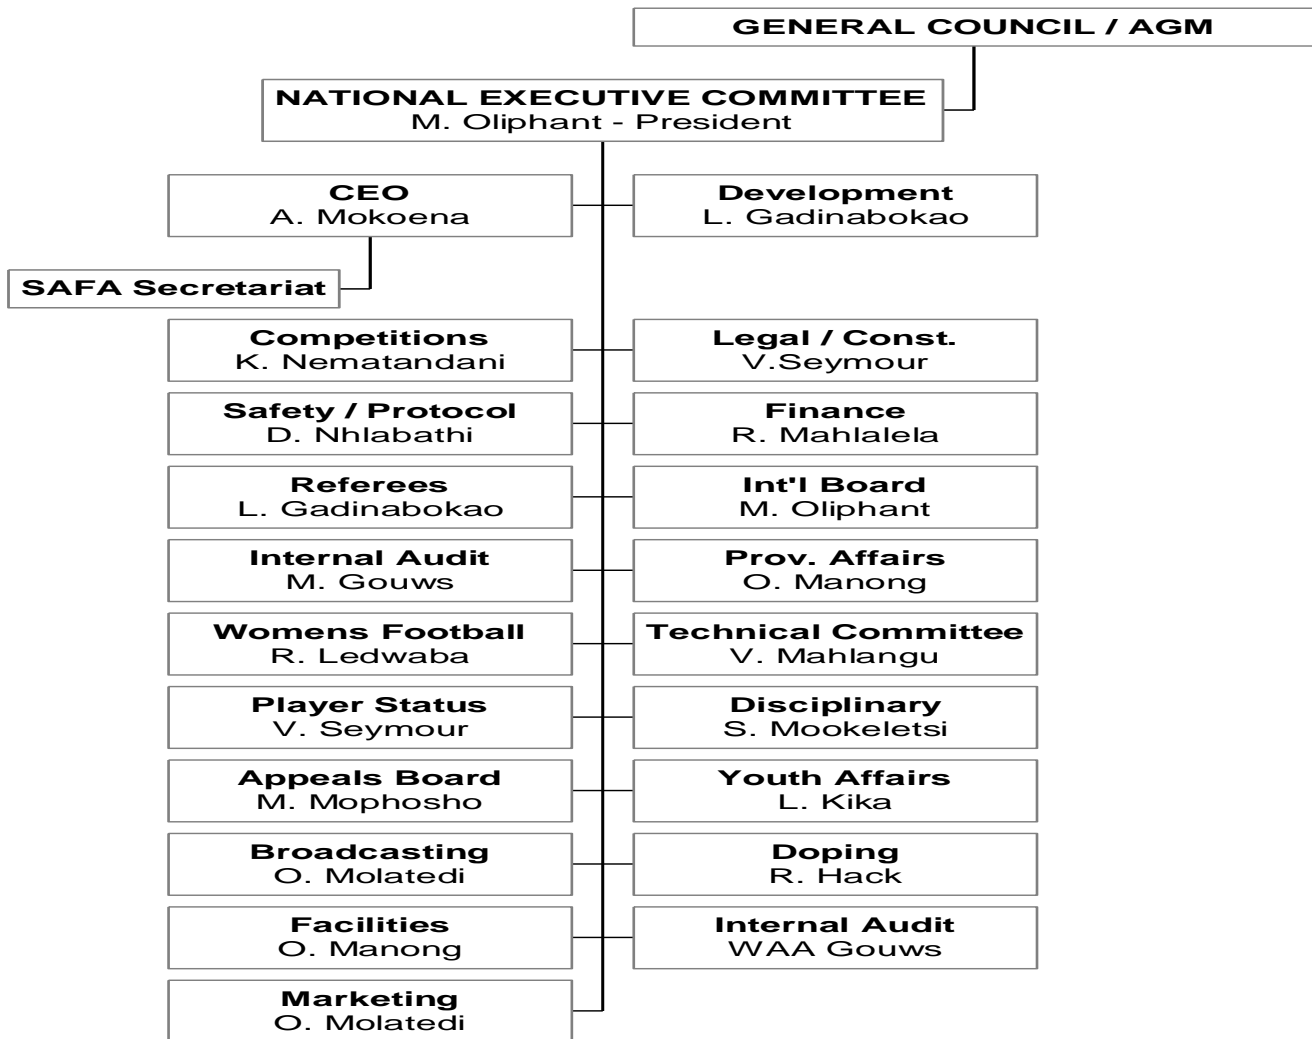 GENERAL COUNCIL / AGM
NATIONAL EXECUTIVE COMMITTEE
M. Oliphant - President
CEO
A. Mokoena
Development
L. Gadinabokao
SAFA Secretariat
Competitions
K. Nematandani
Legal / Const.
V.Seymour
Safety / Protocol
D. Nhlabathi
Finance
R. Mahlalela
Referees
L. Gadinabokao
Int'l Board
M. Oliphant
Internal Audit
M. Gouws
Prov. Affairs
O. Manong
Womens Football
R. Ledwaba
Technical Committee
V. Mahlangu
Player Status
V. Seymour
Disciplinary
S. Mookeletsi
Appeals Board
M. Mophosho
Youth Affairs
L. Kika
Broadcasting
O. Molatedi
Doping
R. Hack
Facilities
O. Manong
Internal Audit
WAA Gouws
Marketing
O. Molatedi